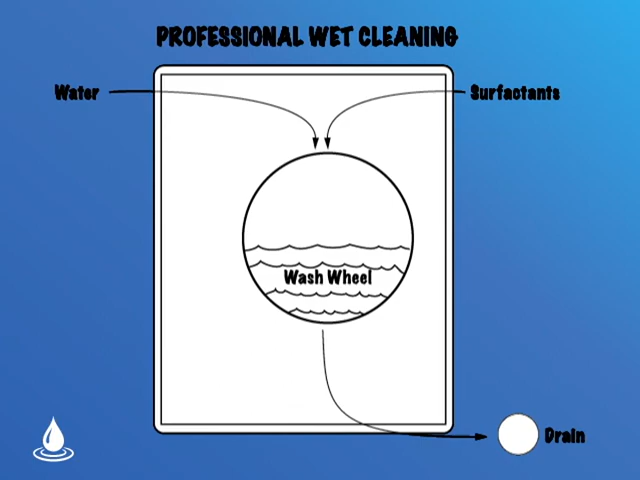 PROFESSIONAL WET CLEANING
Water
Surfactants
Wash Wheel
Drain